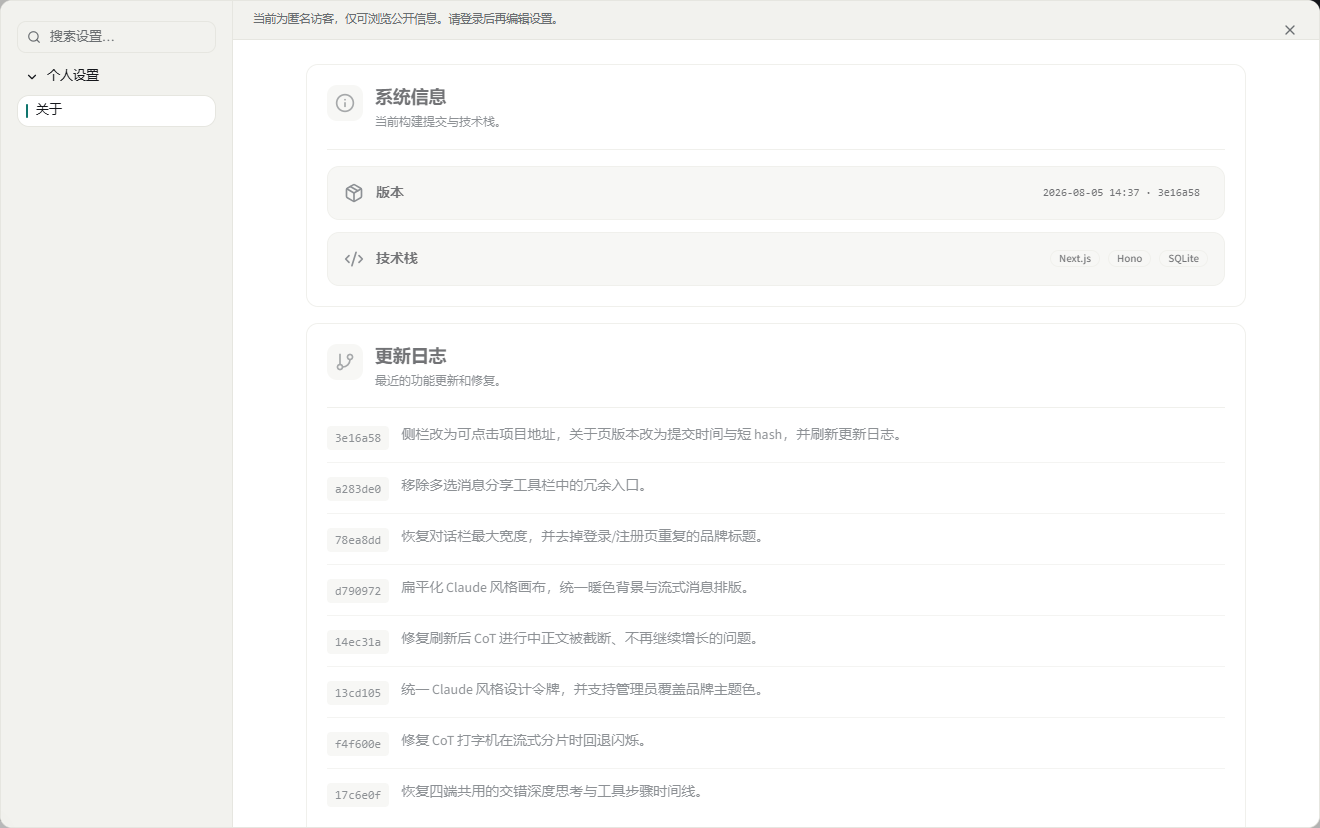 搜索设置...
个人设置
关于
当前为匿名访客，仅可浏览公开信息。请登录后再编辑设置。
系统信息
当前构建提交与技术栈。
版本
2026-08-05 14:37 · 3e16a58
技术栈
Next.js Hono SQLite
更新日志
最近的功能更新和修复。
3e16a58 侧栏改为可点击项目地址，关于页版本改为提交时间与短 hash，并刷新更新日志。
a283de0 移除多选消息分享工具栏中的冗余入口。
78ea8dd 恢复对话栏最大宽度，并去掉登录/注册页重复的品牌标题。
d790972 扁平化 Claude 风格画布，统一暖色背景与流式消息排版。
14ec31a 修复刷新后 CoT 进行中正文被截断、不再继续增长的问题。
13cd105 统一 Claude 风格设计令牌，并支持管理员覆盖品牌主题色。
f4f600e 修复 CoT 打字机在流式分片时回退闪烁。
17c6e0f 恢复四端共用的交错深度思考与工具步骤时间线。